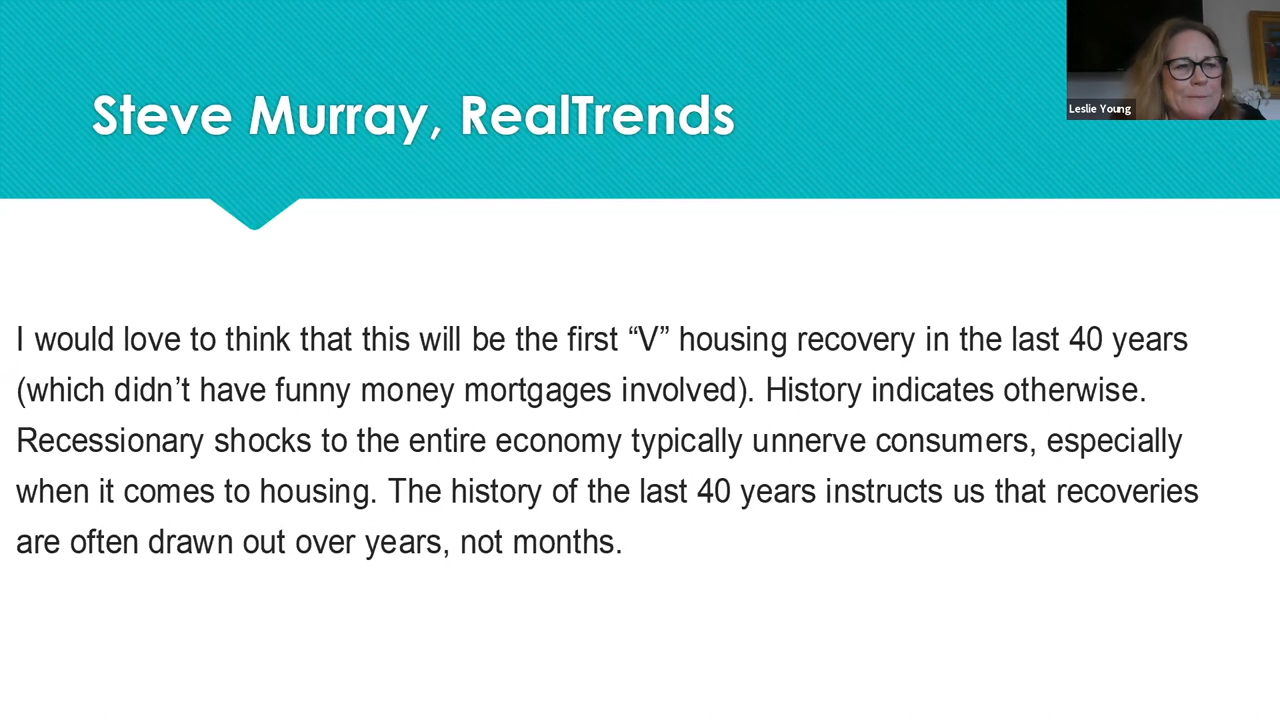 Steve Murray, RealTrends
Leslie Young
I would love to think that this will be the first “V” housing recovery in the last 40 years
(which didn’t have funny money mortgages involved). History indicates otherwise.
Recessionary shocks to the entire economy typically unnerve consumers, especially
when it comes to housing. The history of the last 40 years instructs us that recoveries
are often drawn out over years, not months.